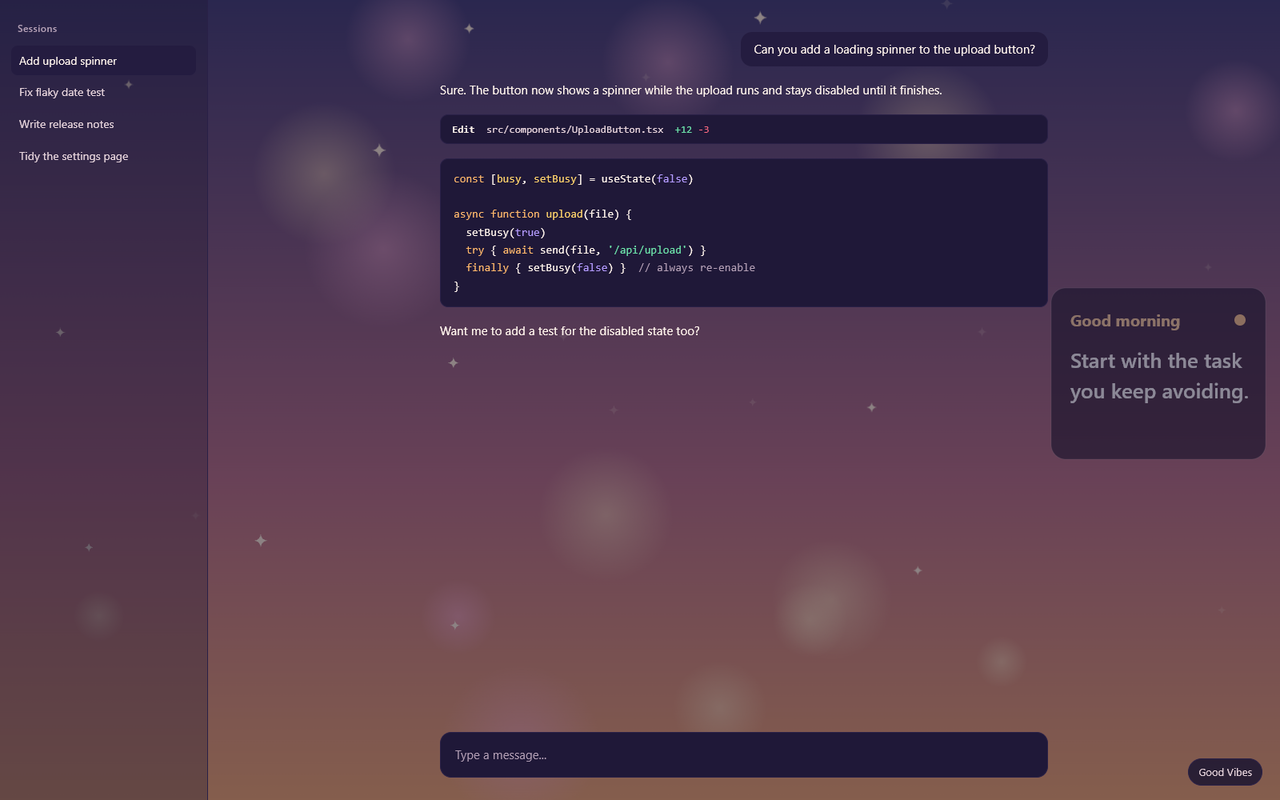 Sessions
Add upload spinner
Fix flaky date test
Write release notes
Tidy the settings page
Can you add a loading spinner to the upload button?
Sure. The button now shows a spinner while the upload runs and stays disabled until it finishes.
Edit src/components/UploadButton.tsx +12 -3
const [busy, setBusy] = useState(false)
async function upload(file) {
  setBusy(true)
  try { await send(file, '/api/upload') }
  finally { setBusy(false) }  // always re-enable
}
Want me to add a test for the disabled state too?
Good morning
Start with the task
you keep avoiding.
Type a message...
Good Vibes